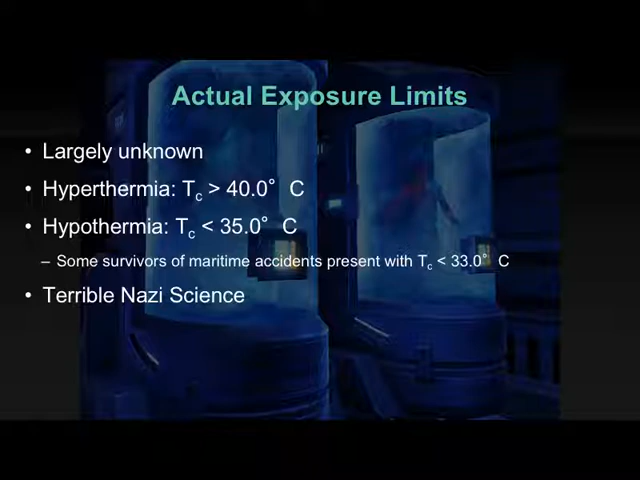 Actual Exposure Limits
• Largely unknown
• Hyperthermia: Tc > 40.0° C
• Hypothermia: Tc < 35.0° C
– Some survivors of maritime accidents present with Tc < 33.0° C
• Terrible Nazi Science